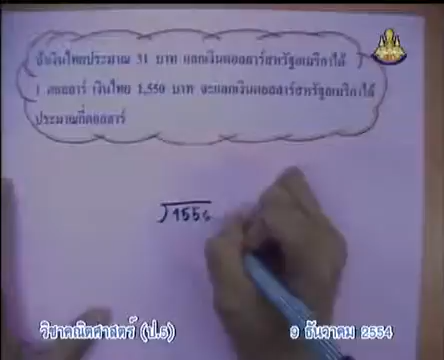 ถ้าเงินไทยประมาณ 31 บาท แลกเงินดอลลาร์สหรัฐอเมริกาได้
1 ดอลลาร์ เงินไทย 1,550 บาท จะแลกเงินดอลลาร์สหรัฐอเมริกาได้
ประมาณกี่ดอลลาร์
155
วิชาคณิตศาสตร์ (ป.5)
9 ธันวาคม 2554